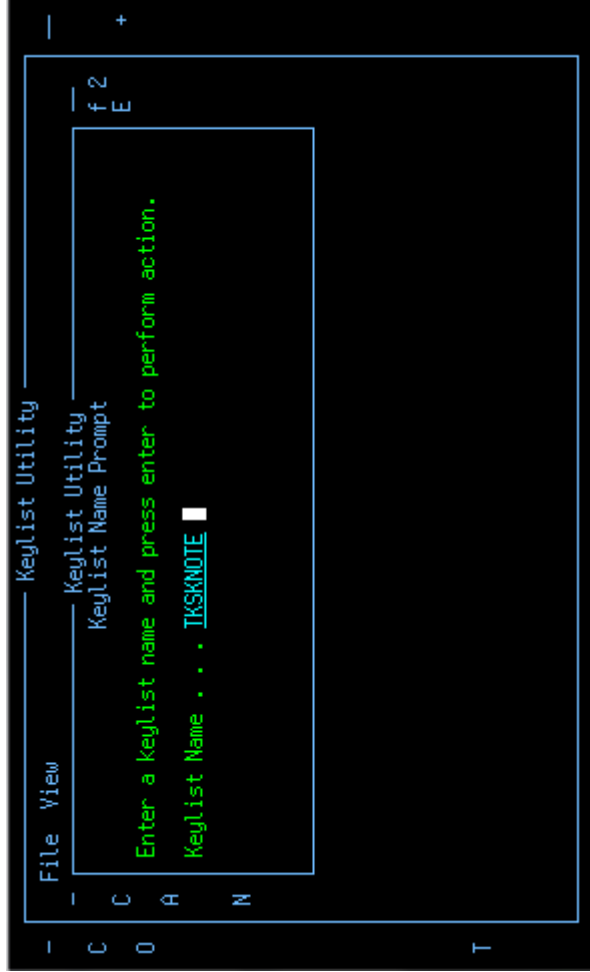 Keylist Utility
File View
Keylist Utility
Keylist Name Prompt
f 2
E
+
C
C
Enter a Keylist name and press enter to perform action.
O
A
Keylist Name . . . TKSKNOTE
N
T